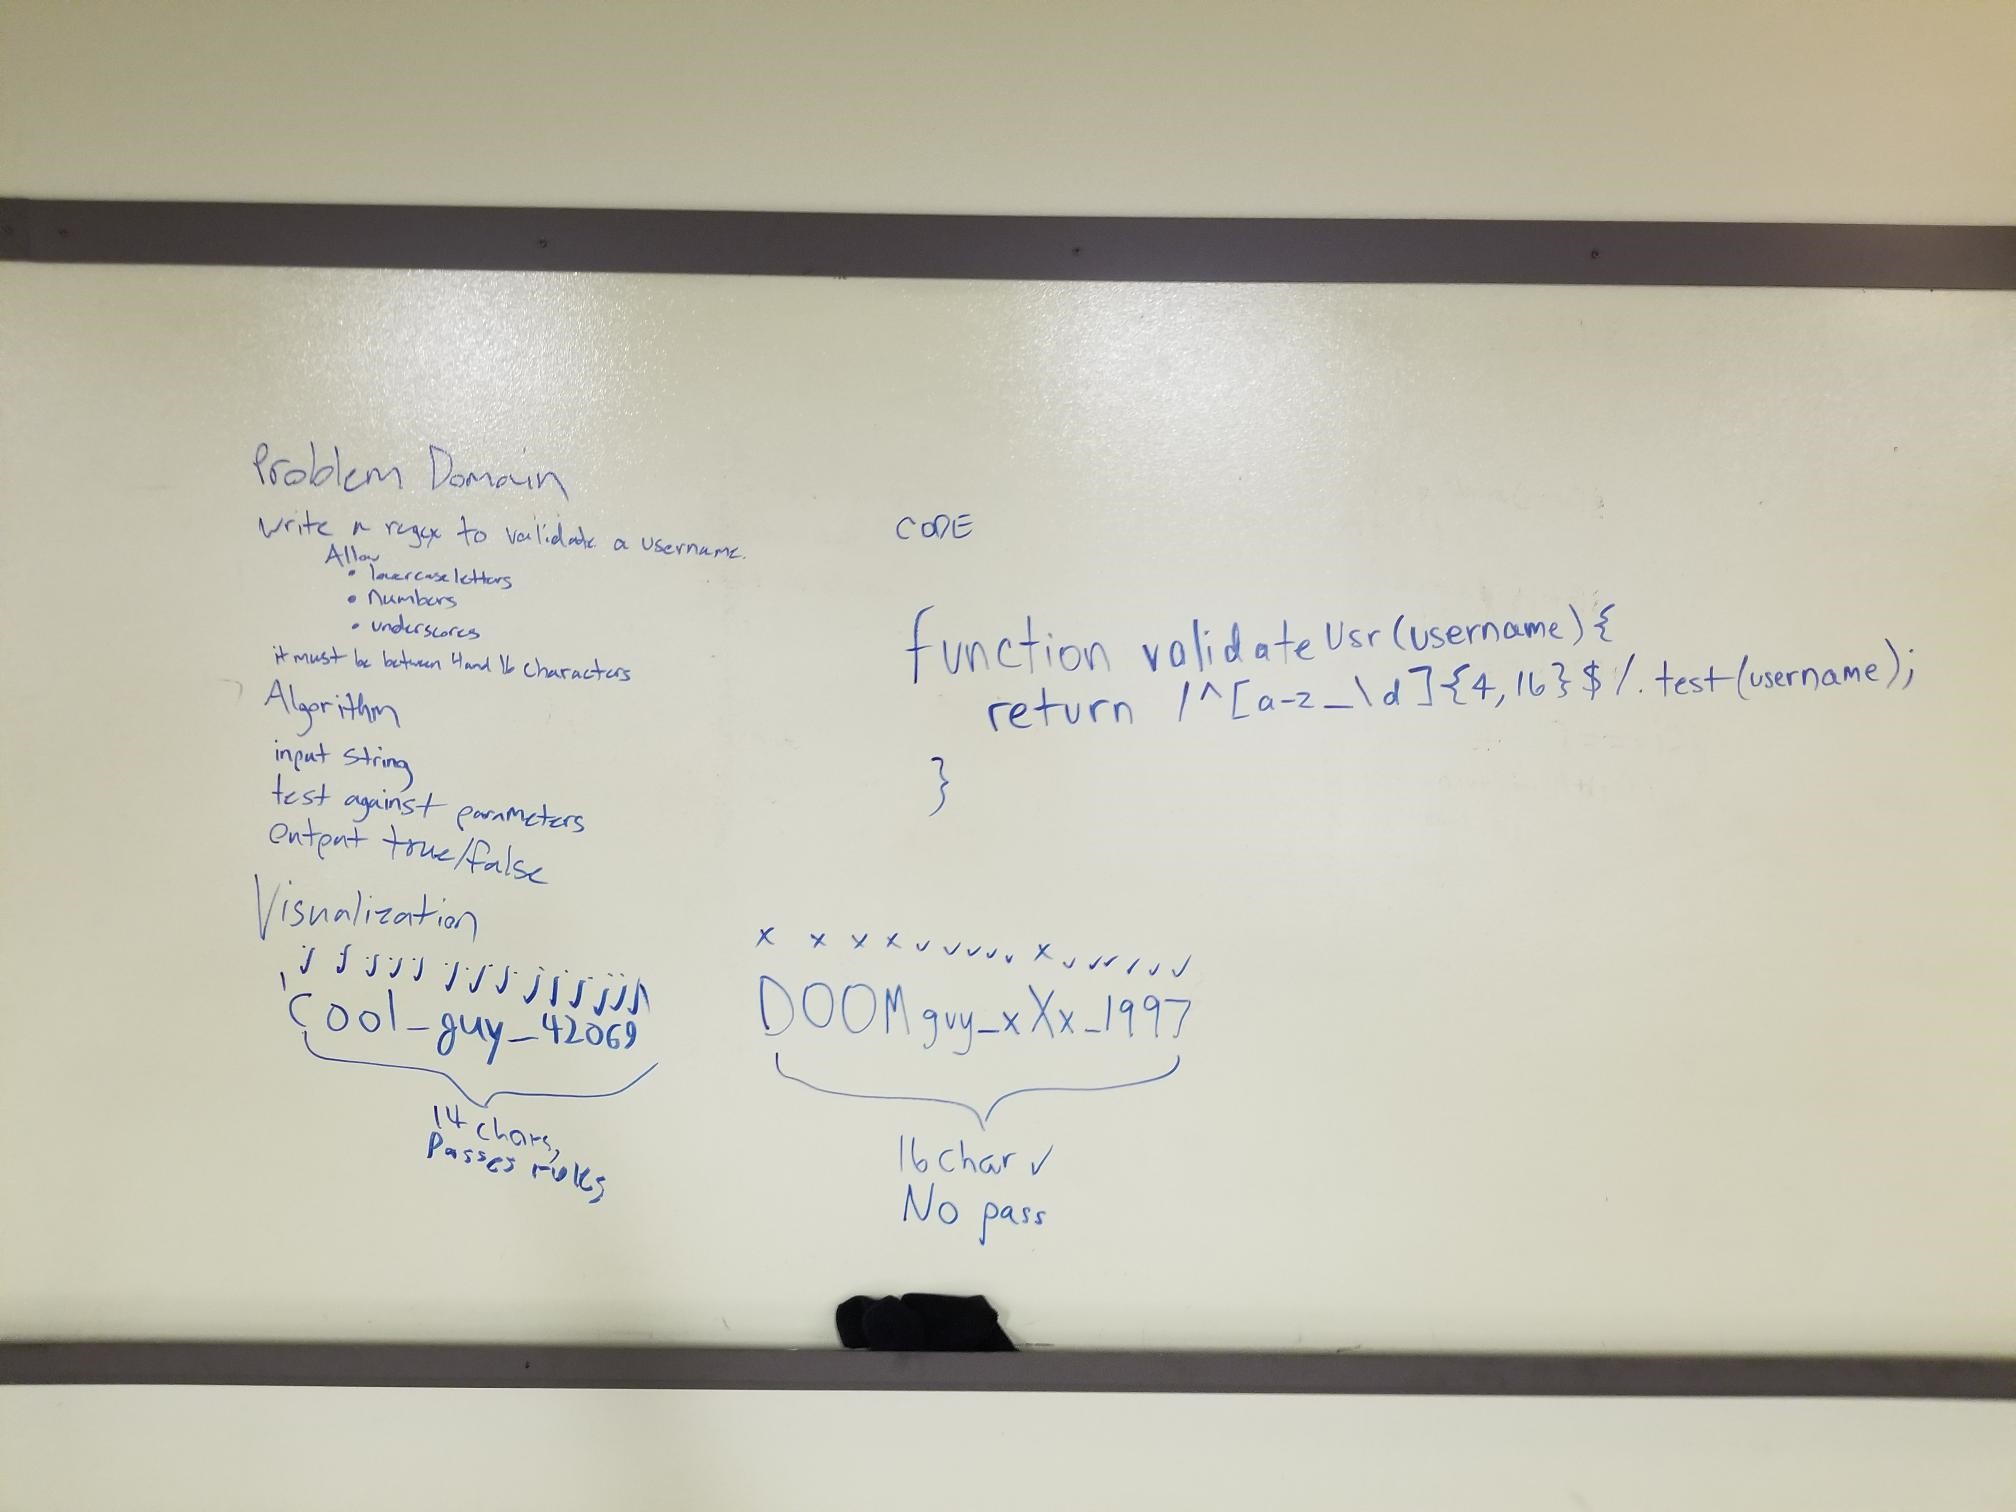 Problem Domain
write a regex to validate a username.
Allow
• lowercase letters
• numbers
• underscores
it must be between 4 and 16 characters
Algorithm
input string
test against parameters
output true/false
Visualization
✓ ✓ ✓ ✓ ✓ ✓ ✓ ✓ ✓ ✓ ✓ ✓ ✓ ✓
Cool_guy_42069
14 chars,
Passes rules
CODE
function validateUsr(username){
return /^[a-z_\d]{4,16}$/.test(username);
}
x x x x ✓ ✓ ✓ ✓ ✓ x ✓ ✓ ✓ ✓ ✓ ✓
DOOMguy_xXx_1997
16 char ✓
No pass